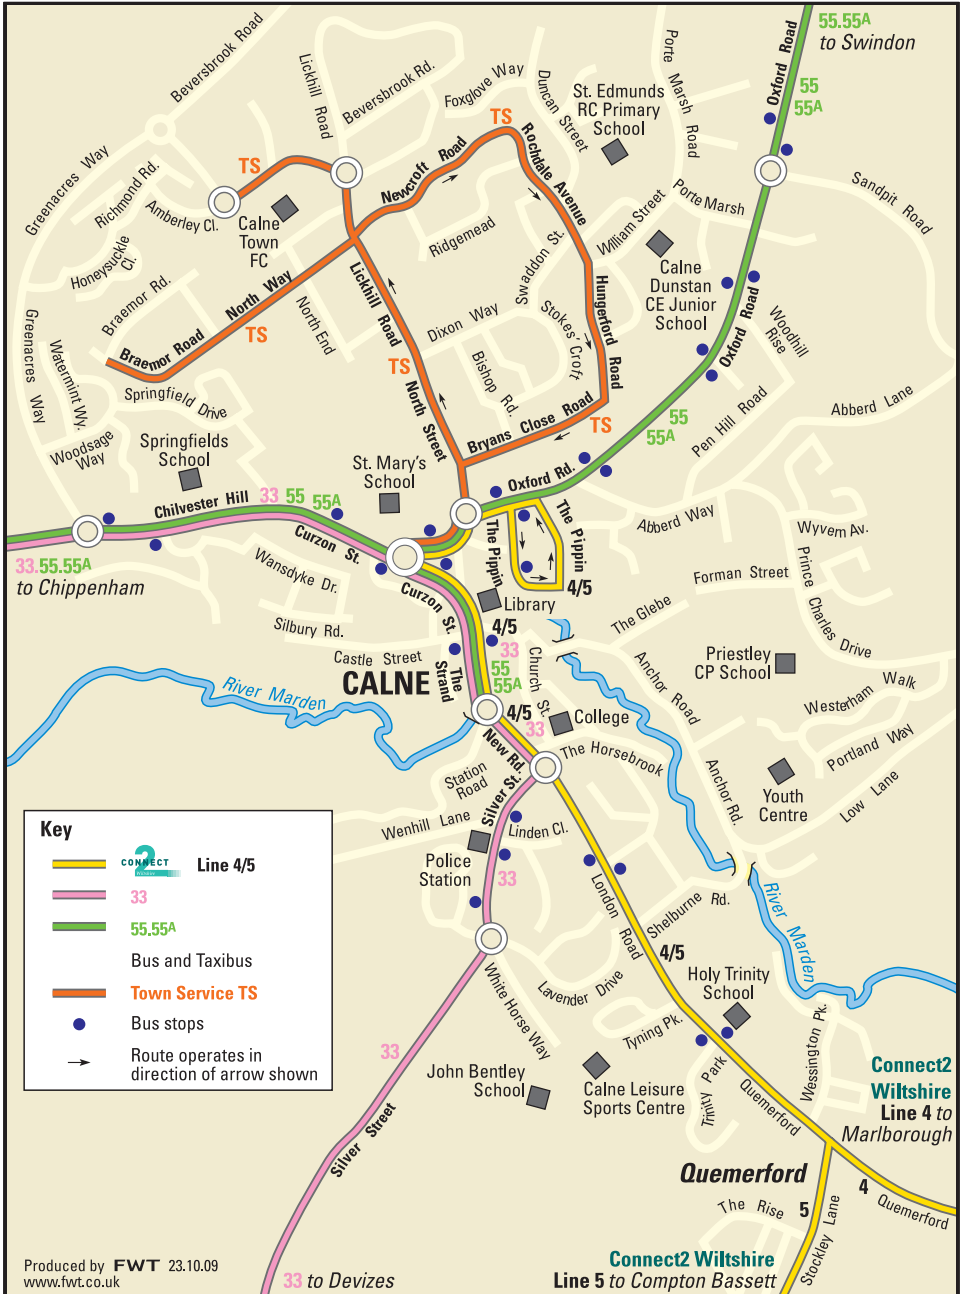 55.55A
to Swindon
Beversbrook Road
Lickhill Road
Beversbrook Rd.
Foxglove Way
Duncan Street
St. Edmunds
RC Primary
School
Porte Marsh Road
Oxford Road
55
55A
Greenacres Way
Richmond Rd.
Amberley Cl.
TS
Calne
Town
FC
Newcroft Road
TS
Rochdale Avenue
William Street
Porte Marsh
Sandpit Road
Honeysuckle
Cl.
Ridgemead
Swaddon St.
Calne
Dunstan
CE Junior
School
Braemor Rd.
North Way
Lickhill Road
North End
Dixon Way
Stokes' Croft
Hungerford Road
Oxford Road
Woodhill
Rise
Greenacres Way
Watermint Wy.
Braemor Road
TS
TS
Springfield Drive
Bishop Rd.
North Street
Bryans Close Road
TS
55
55A
Pen Hill Road
Abberd Lane
Woodsage
Way
Springfields
School
St. Mary's
School
Oxford Rd.
Chilvester Hill
33
55
55A
Curzon St.
The Pippin
The Pippin
Abberd Way
Wyvern Av.
33.55.55A
to Chippenham
Wansdyke Dr.
Curzon St.
4/5
Forman Street
Prince Charles Drive
Library
Silbury Rd.
4/5
33
The Glebe
Castle Street
The
Strand
Church St.
Anchor Road
Priestley
CP School
CALNE
55
55A
River Marden
4/5
33
College
Westerham Walk
New Rd.
The Horsebrook
Portland Way
Station
Road
Silver St.
Anchor Rd.
Youth
Centre
Low Lane
Wenhill Lane
Linden Cl.
Police
Station
33
London Road
Shelburne Rd.
River Marden
4/5
Key
CONNECT
2
Wiltshire
Line 4/5
33
55.55A
Bus and Taxibus
Town Service TS
Bus stops
Route operates in
direction of arrow shown
White Horse Way
Lavender Drive
Holy Trinity
School
Tyning Pk.
33
John Bentley
School
Calne Leisure
Sports Centre
Trinity Park
Quemerford
Wessington Pk.
Connect2
Wiltshire
Line 4 to
Marlborough
Silver Street
Quemerford
4
Quemerford
The Rise
5
Stockley Lane
Produced by FWT 23.10.09
www.fwt.co.uk
33 to Devizes
Connect2 Wiltshire
Line 5 to Compton Bassett